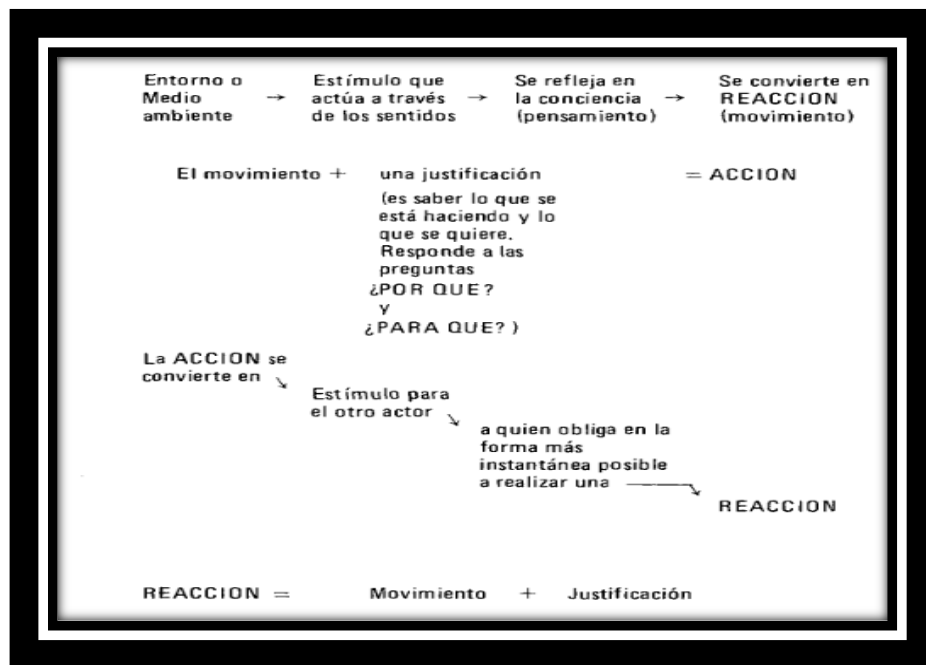 Entorno o
Medio →
ambiente
Estímulo que
actúa a través →
de los sentidos
Se refleja en
la conciencia →
(pensamiento)
Se convierte en
REACCION
(movimiento)
El movimiento + una justificación = ACCION
(es saber lo que se
está haciendo y lo
que se quiere.
Responde a las
preguntas
¿POR QUE?
y
¿PARA QUE?)
La ACCION se
convierte en
Estímulo para
el otro actor
a quien obliga en la
forma más
instantánea posible
a realizar una
REACCION
REACCION = Movimiento + Justificación